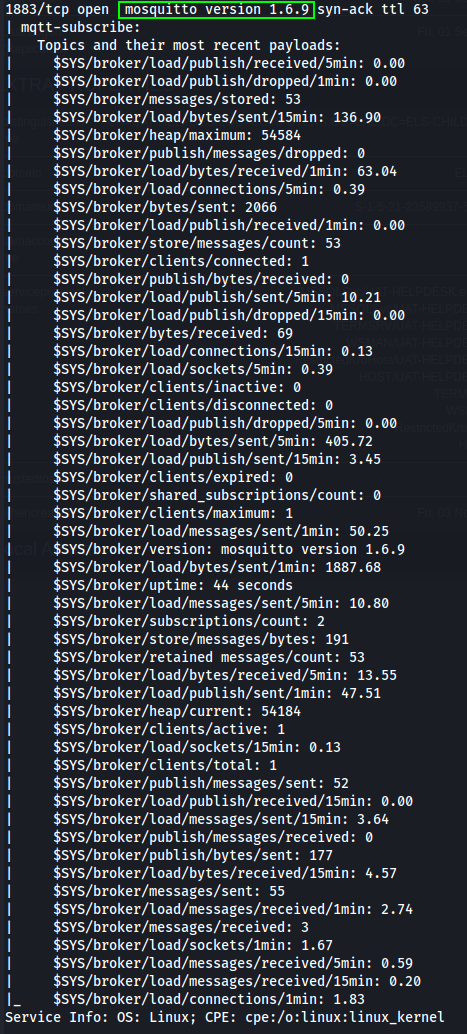 1883/tcp open  mosquitto version 1.6.9 syn-ack ttl 63
| mqtt-subscribe:
|   Topics and their most recent payloads:
|     $SYS/broker/load/publish/received/5min: 0.00
|     $SYS/broker/load/publish/dropped/1min: 0.00
|     $SYS/broker/messages/stored: 53
|     $SYS/broker/load/bytes/sent/15min: 136.90
|     $SYS/broker/heap/maximum: 54584
|     $SYS/broker/publish/messages/dropped: 0
|     $SYS/broker/load/bytes/received/1min: 63.04
|     $SYS/broker/load/connections/5min: 0.39
|     $SYS/broker/bytes/sent: 2066
|     $SYS/broker/load/publish/received/1min: 0.00
|     $SYS/broker/store/messages/count: 53
|     $SYS/broker/clients/connected: 1
|     $SYS/broker/publish/bytes/received: 0
|     $SYS/broker/load/publish/sent/5min: 10.21
|     $SYS/broker/load/publish/dropped/15min: 0.00
|     $SYS/broker/bytes/received: 69
|     $SYS/broker/load/connections/15min: 0.13
|     $SYS/broker/load/sockets/5min: 0.39
|     $SYS/broker/clients/inactive: 0
|     $SYS/broker/clients/disconnected: 0
|     $SYS/broker/load/publish/dropped/5min: 0.00
|     $SYS/broker/load/bytes/sent/5min: 405.72
|     $SYS/broker/load/publish/sent/15min: 3.45
|     $SYS/broker/clients/expired: 0
|     $SYS/broker/shared_subscriptions/count: 0
|     $SYS/broker/clients/maximum: 1
|     $SYS/broker/load/messages/sent/1min: 50.25
|     $SYS/broker/version: mosquitto version 1.6.9
|     $SYS/broker/load/bytes/sent/1min: 1887.68
|     $SYS/broker/uptime: 44 seconds
|     $SYS/broker/load/messages/sent/5min: 10.80
|     $SYS/broker/subscriptions/count: 2
|     $SYS/broker/store/messages/bytes: 191
|     $SYS/broker/retained messages/count: 53
|     $SYS/broker/load/bytes/received/5min: 13.55
|     $SYS/broker/load/publish/sent/1min: 47.51
|     $SYS/broker/heap/current: 54184
|     $SYS/broker/clients/active: 1
|     $SYS/broker/load/sockets/15min: 0.13
|     $SYS/broker/clients/total: 1
|     $SYS/broker/publish/messages/sent: 52
|     $SYS/broker/load/publish/received/15min: 0.00
|     $SYS/broker/load/messages/sent/15min: 3.64
|     $SYS/broker/publish/messages/received: 0
|     $SYS/broker/publish/bytes/sent: 177
|     $SYS/broker/load/bytes/received/15min: 4.57
|     $SYS/broker/messages/sent: 55
|     $SYS/broker/load/messages/received/1min: 2.74
|     $SYS/broker/messages/received: 3
|     $SYS/broker/load/sockets/1min: 1.67
|     $SYS/broker/load/messages/received/5min: 0.59
|     $SYS/broker/load/messages/received/15min: 0.20
|_    $SYS/broker/load/connections/1min: 1.83
Service Info: OS: Linux; CPE: cpe:/o:linux:linux_kernel